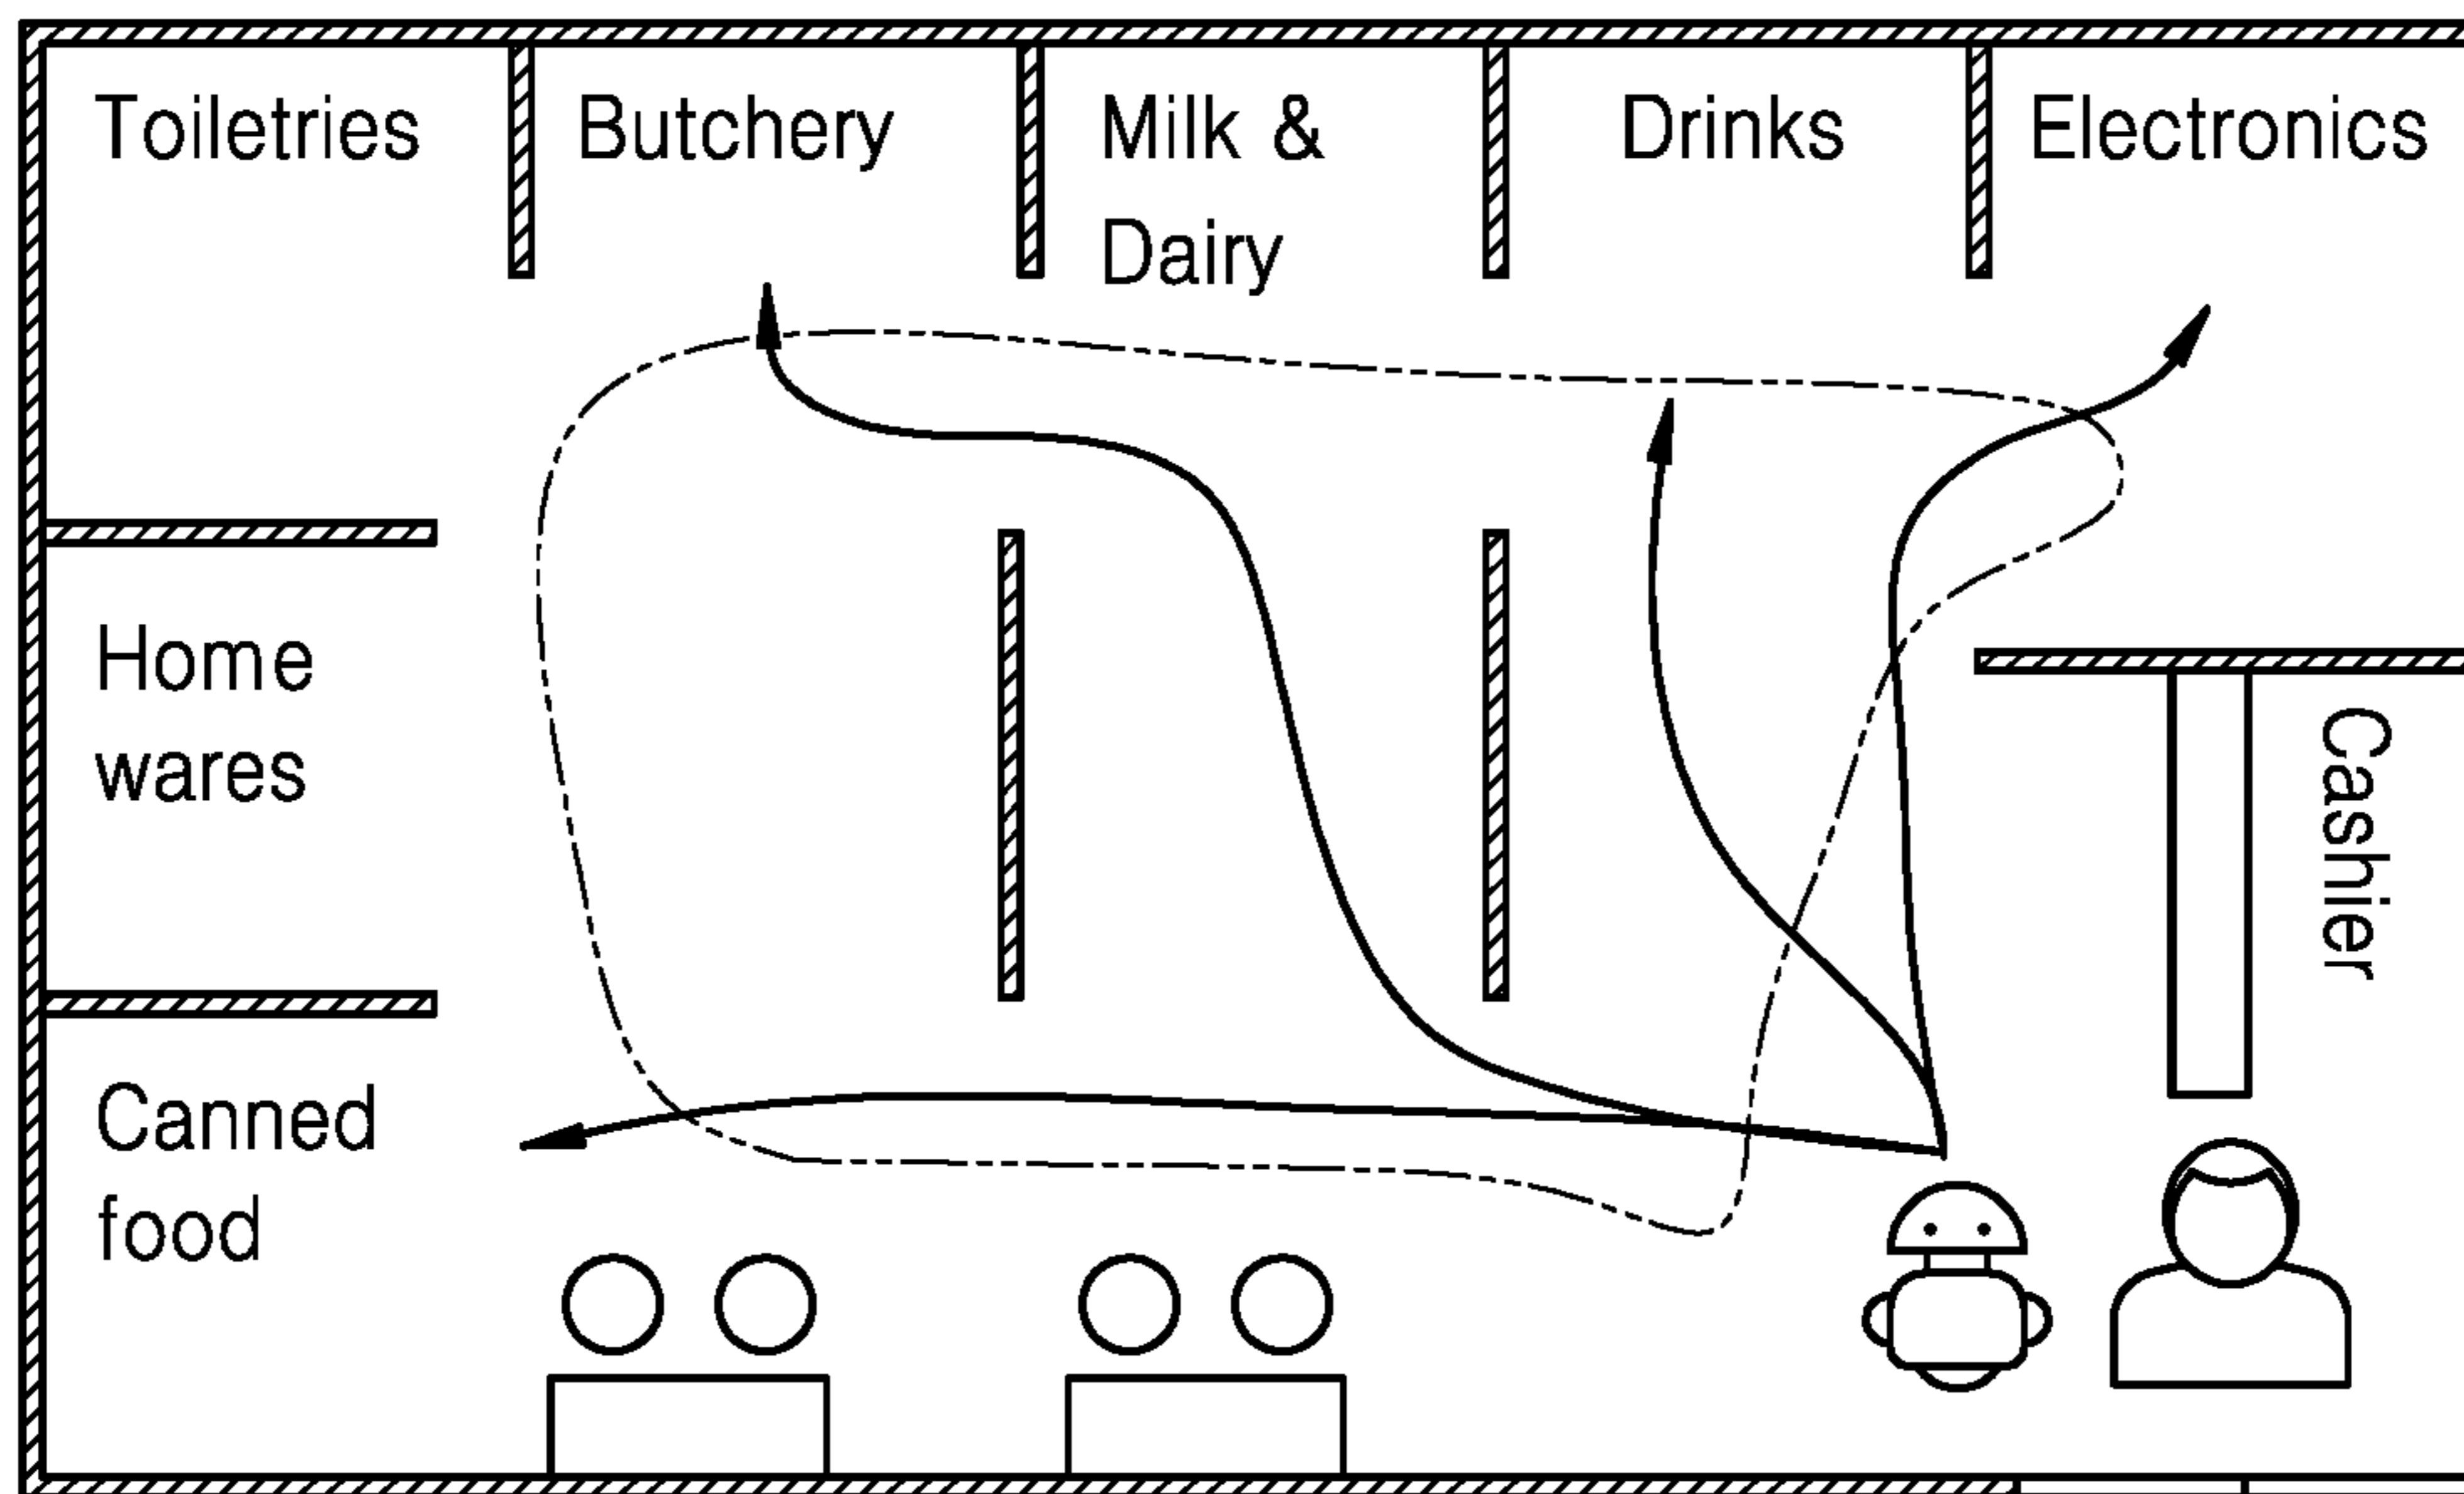 Toiletries
Butchery
Milk &
Dairy
Drinks
Electronics
Home
wares
Cashier
Canned
food